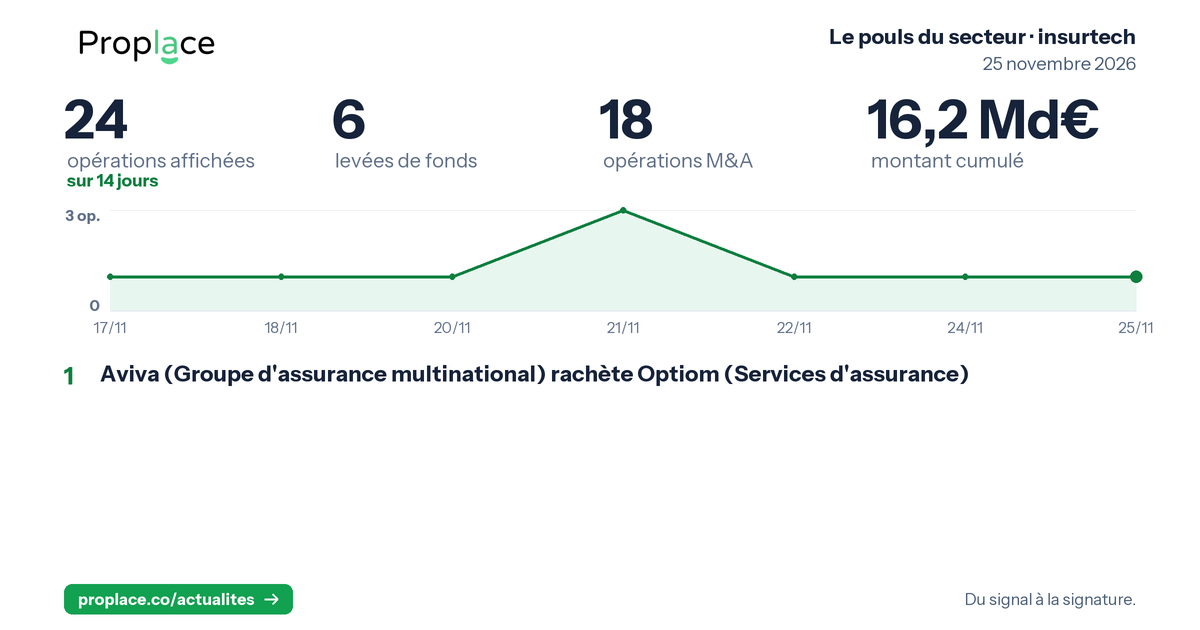 Proplace
Le pouls du secteur · insurtech
25 novembre 2026
24
opérations affichées
sur 14 jours
6
levées de fonds
18
opérations M&A
16,2 Md€
montant cumulé
3 op.
0
17/11 18/11 20/11 21/11 22/11 24/11 25/11
1 Aviva (Groupe d'assurance multinational) rachète Optiom (Services d'assurance)
proplace.co/actualites →
Du signal à la signature.